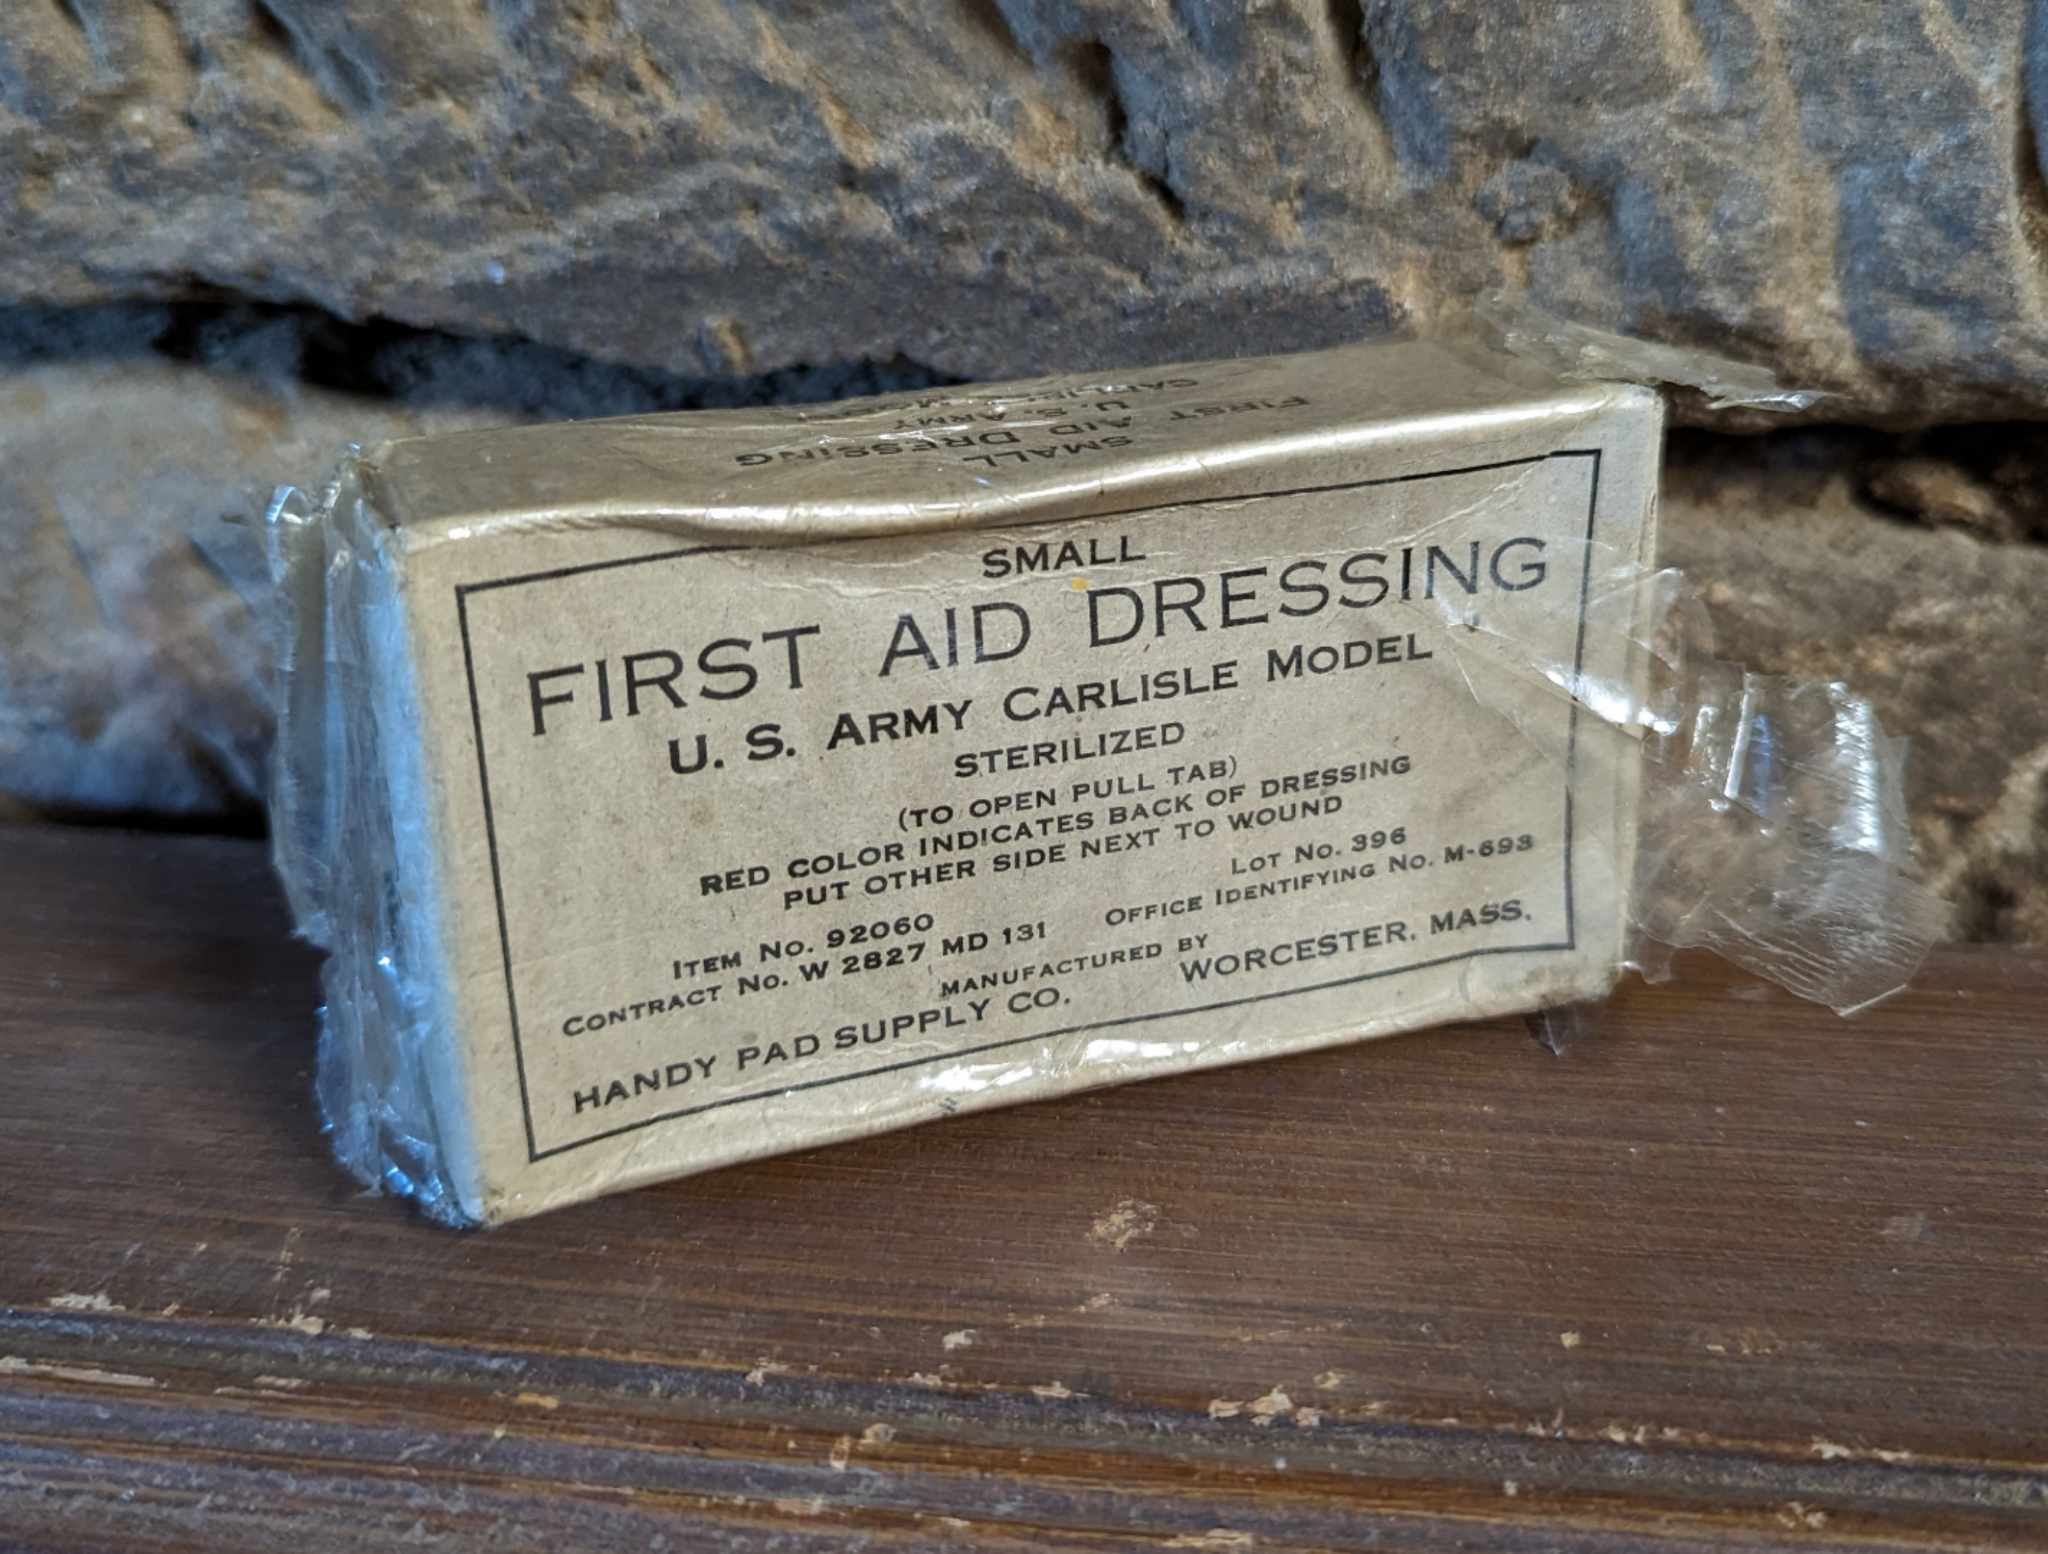 SMALL
FIRST AID DRESSING
U. S. ARMY
CARLISLE MODEL
SMALL
FIRST AID DRESSING
U. S. ARMY CARLISLE MODEL
STERILIZED
(TO OPEN PULL TAB)
RED COLOR INDICATES BACK OF DRESSING
PUT OTHER SIDE NEXT TO WOUND
ITEM NO. 92060 LOT NO. 396
CONTRACT NO. W 2827 MD 131 OFFICE IDENTIFYING NO. M-693
MANUFACTURED BY
HANDY PAD SUPPLY CO. WORCESTER, MASS.